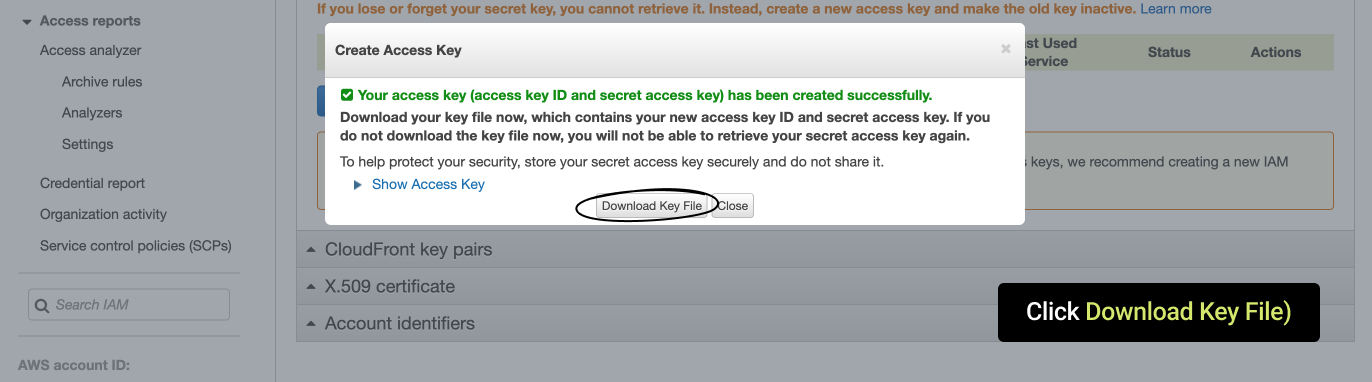 Access reports
Access analyzer
Archive rules
Analyzers
Settings
Credential report
Organization activity
Service control policies (SCPs)
Search IAM
AWS account ID:
If you lose or forget your secret key, you cannot retrieve it. Instead, create a new access key and make the old key inactive. Learn more
Used
Status
Actions
Create Access Key
×
Your access key (access key ID and secret access key) has been created successfully.
Download your key file now, which contains your new access key ID and secret access key. If you
do not download the key file now, you will not be able to retrieve your secret access key again.
To help protect your security, store your secret access key securely and do not share it.
Show Access Key
Download Key File
Close
keys, we recommend creating a new IAM
CloudFront key pairs
X.509 certificate
Account identifiers
Click Download Key File)